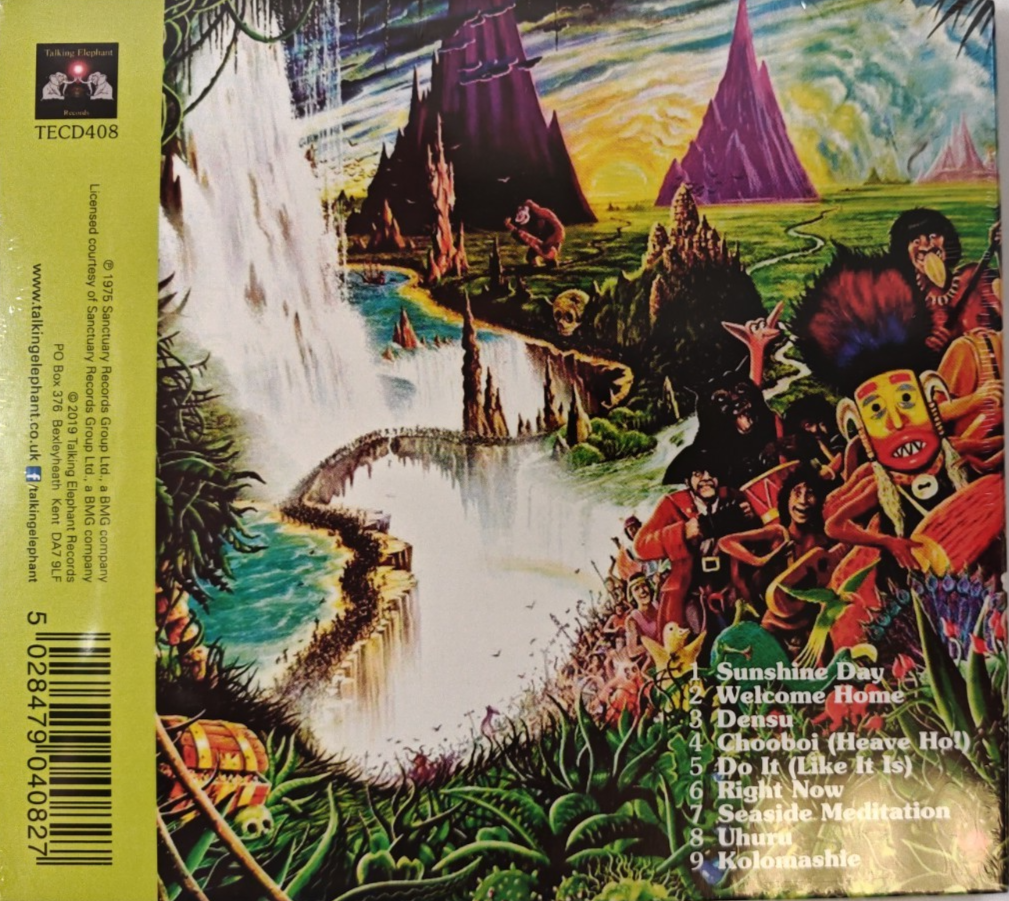 Talking Elephant
Records
TECD408
℗ 1975 Sanctuary Records Group Ltd., a BMG company
Licensed courtesy of Sanctuary Records Group Ltd., a BMG company
© 2019 Talking Elephant Records
PO Box 376 Bexleyheath Kent DA7 9LF
www.talkingelephant.co.uk f/talkingelephant
5 028479 040827
1 Sunshine Day
2 Welcome Home
3 Densu
4 Chooboi (Heave Ho!)
5 Do It (Like It Is)
6 Right Now
7 Seaside Meditation
8 Uhuru
9 Kolomashie